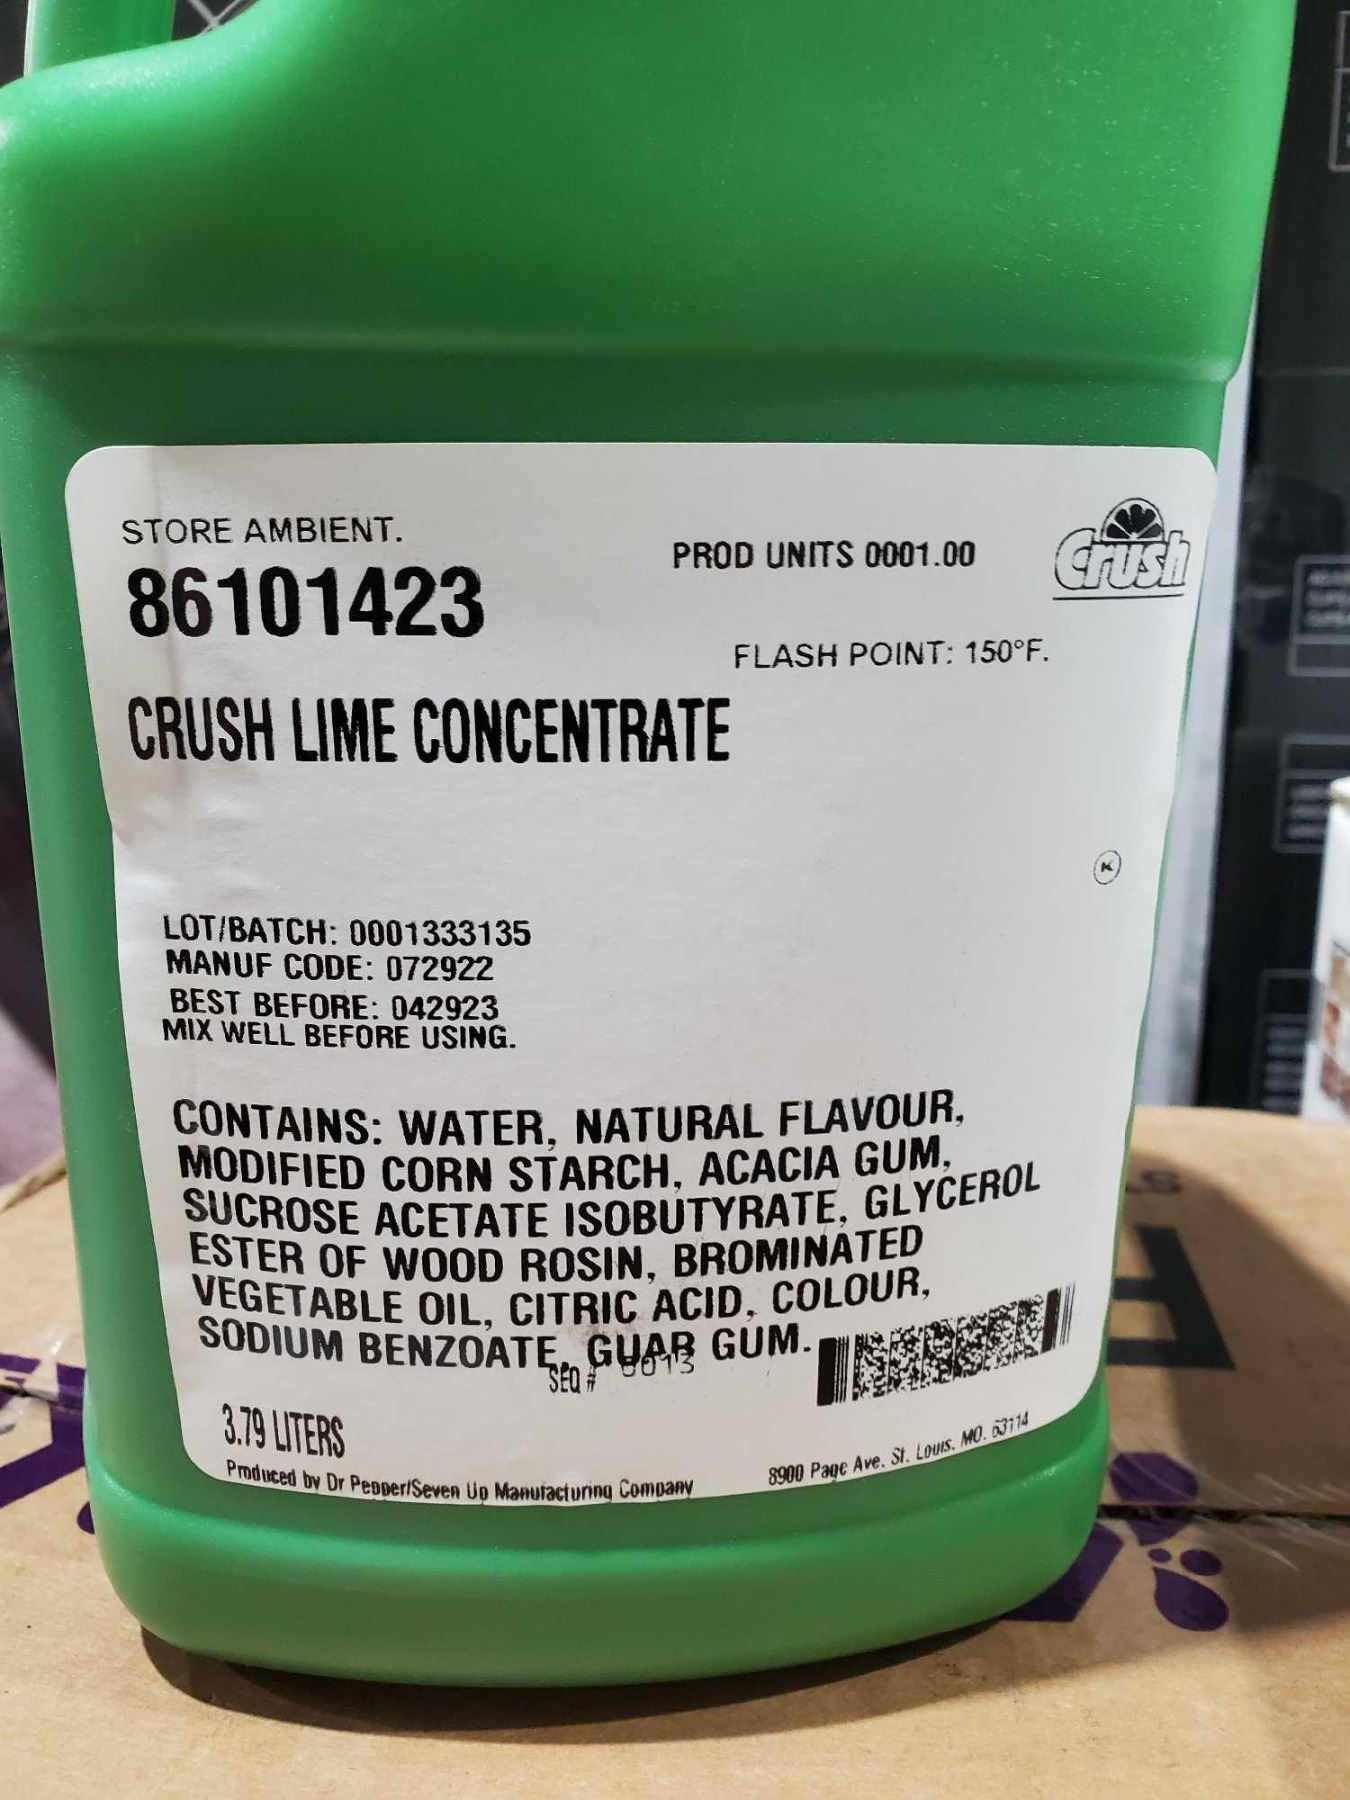 STORE AMBIENT.
86101423
PROD UNITS 0001.00
Crush
FLASH POINT: 150°F.
CRUSH LIME CONCENTRATE
K
LOT/BATCH: 0001333135
MANUF CODE: 072922
BEST BEFORE: 042923
MIX WELL BEFORE USING.
CONTAINS: WATER, NATURAL FLAVOUR,
MODIFIED CORN STARCH, ACACIA GUM,
SUCROSE ACETATE ISOBUTYRATE, GLYCEROL
ESTER OF WOOD ROSIN, BROMINATED
VEGETABLE OIL, CITRIC ACID, COLOUR,
SODIUM BENZOATE, GUAR GUM.
SEQ # 0013
3.79 LITERS
Produced by Dr Pepper/Seven Up Manufacturing Company
8900 Page Ave. St. Louis, MO. 63114